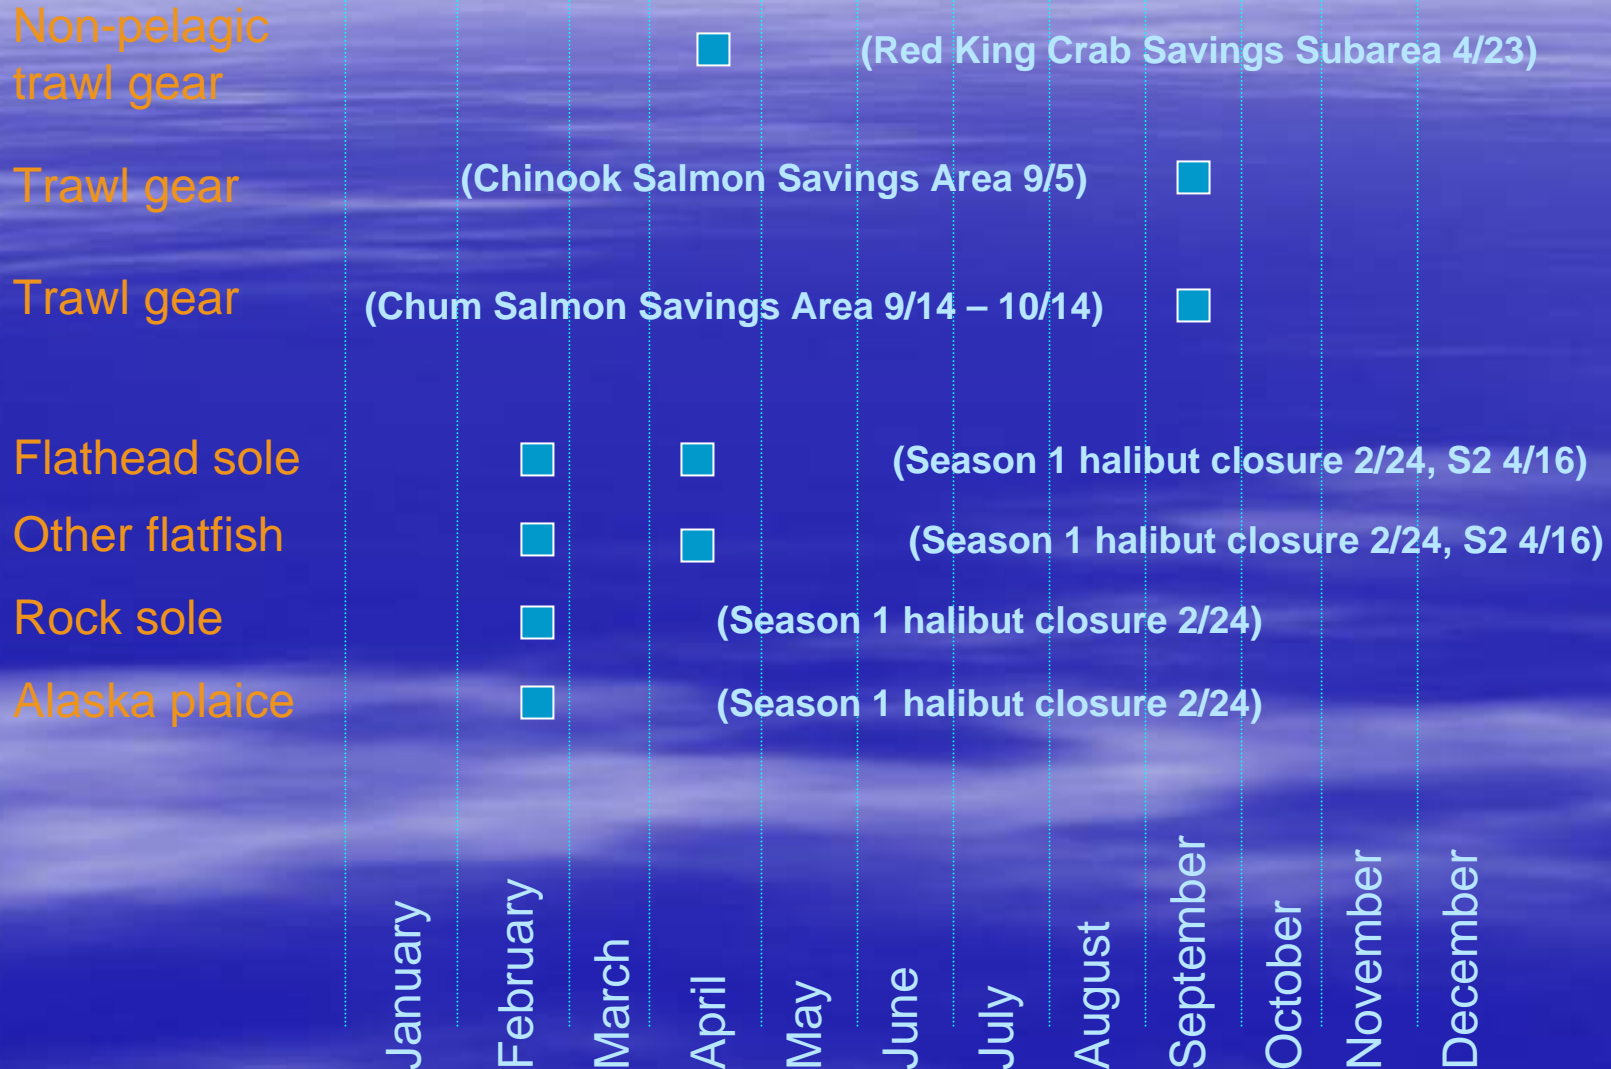 Non-pelagic
trawl gear
(Red King Crab Savings Subarea 4/23)
Trawl gear
(Chinook Salmon Savings Area 9/5)
Trawl gear
(Chum Salmon Savings Area 9/14 – 10/14)
Flathead sole
(Season 1 halibut closure 2/24, S2 4/16)
Other flatfish
(Season 1 halibut closure 2/24, S2 4/16)
Rock sole
(Season 1 halibut closure 2/24)
Alaska plaice
(Season 1 halibut closure 2/24)
January
February
March
April
May
June
July
August
September
October
November
December